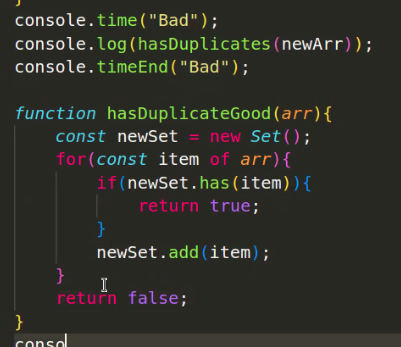 }
console.time("Bad");
console.log(hasDuplicates(newArr));
console.timeEnd("Bad");
function hasDuplicateGood(arr){
const newSet = new Set();
for(const item of arr){
if(newSet.has(item)){
return true;
}
newSet.add(item);
}
return false;
}
conso